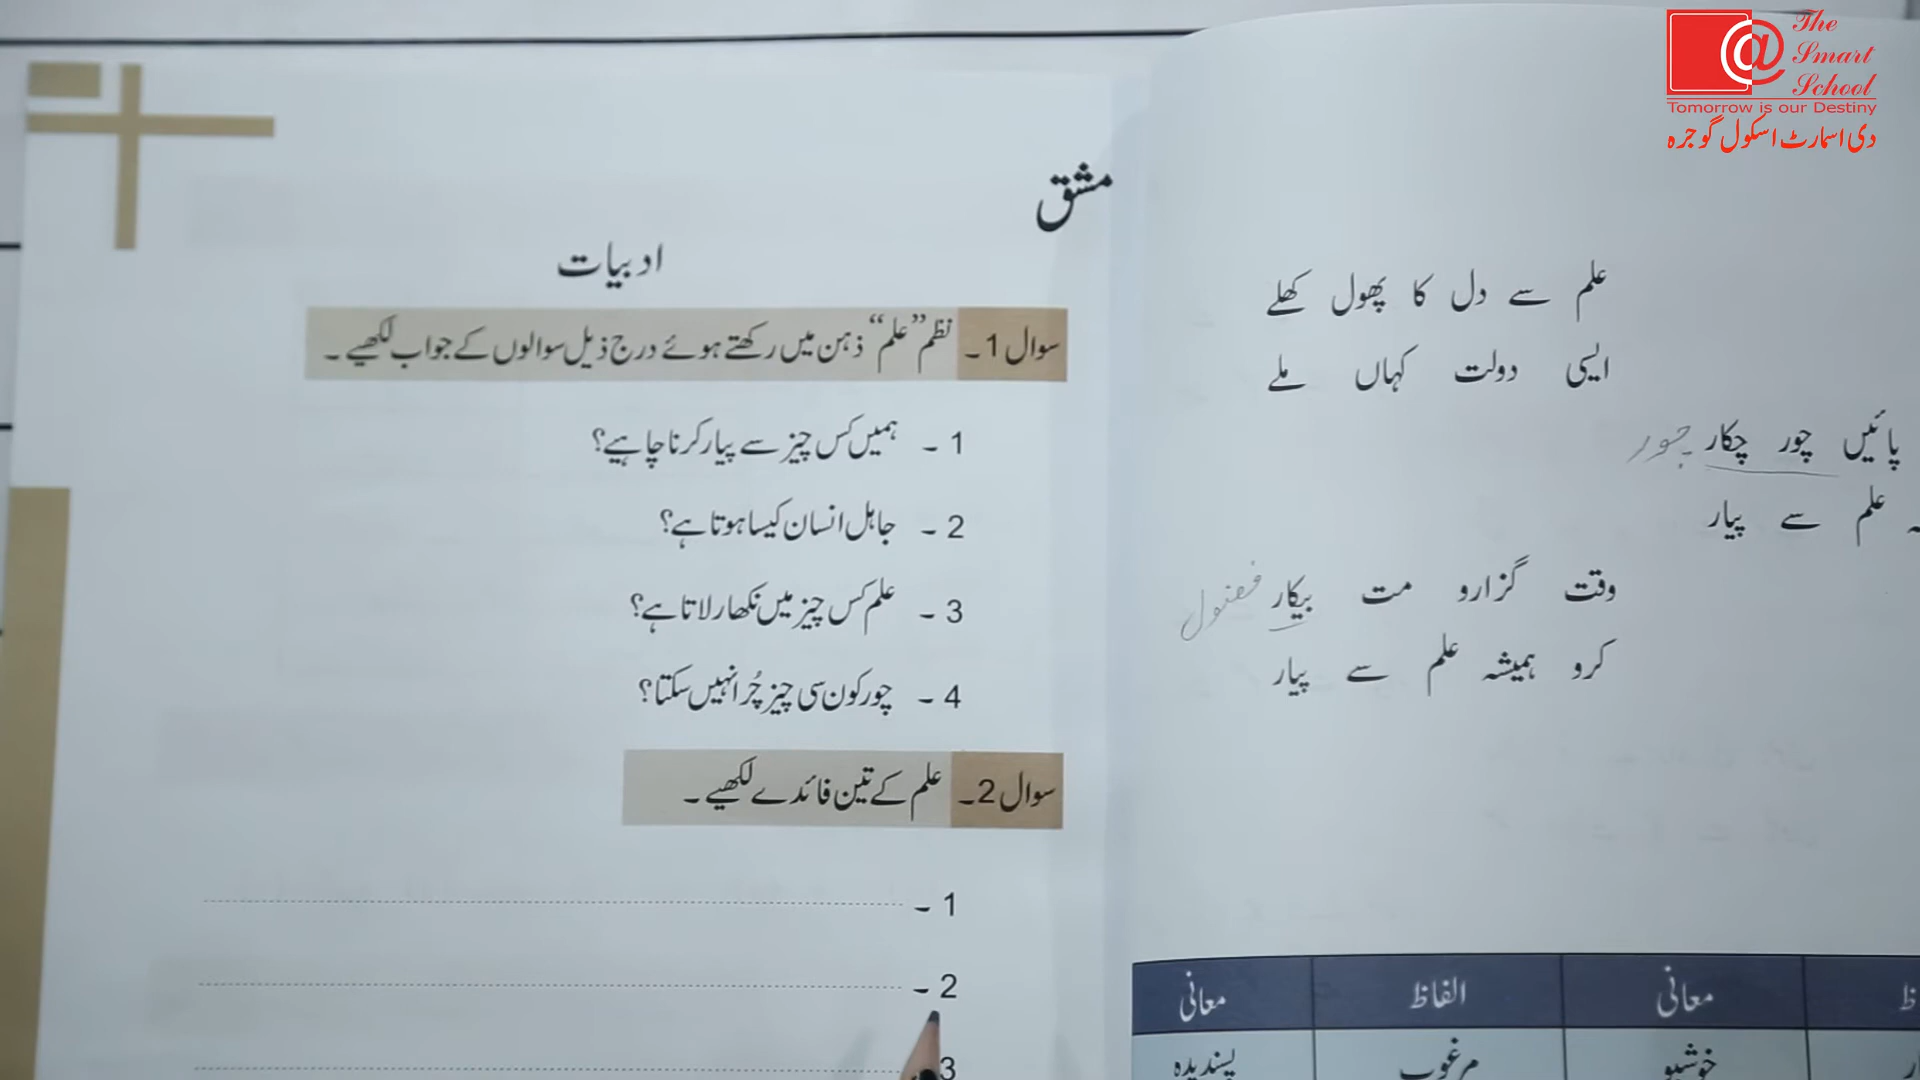 The
Smart
School
Tomorrow is our Destiny
دی اسمارٹ اسکول گوجرہ
علم سے دل کا پھول کھلے
ایسی دولت کہاں ملے
پائیں چور چکار چور
علم سے پیار
وقت گزارو مت بیکار فضول
کرو ہمیشہ علم سے پیار
معانی الفاظ معانی
خوشبو مرغوب پسندیدہ
مشق
ادبیات
سوال 1۔ نظم ”علم“ ذہن میں رکھتے ہوئے درج ذیل سوالوں کے جواب لکھیے۔
1 ۔ ہمیں کس چیز سے پیار کرنا چاہیے؟
2 ۔ جاہل انسان کیسا ہوتا ہے؟
3 ۔ علم کس چیز میں نکھار لاتا ہے؟
4 ۔ چور کون سی چیز چُرا نہیں سکتا؟
سوال 2۔ علم کے تین فائدے لکھیے۔
1 ۔
2 ۔
3